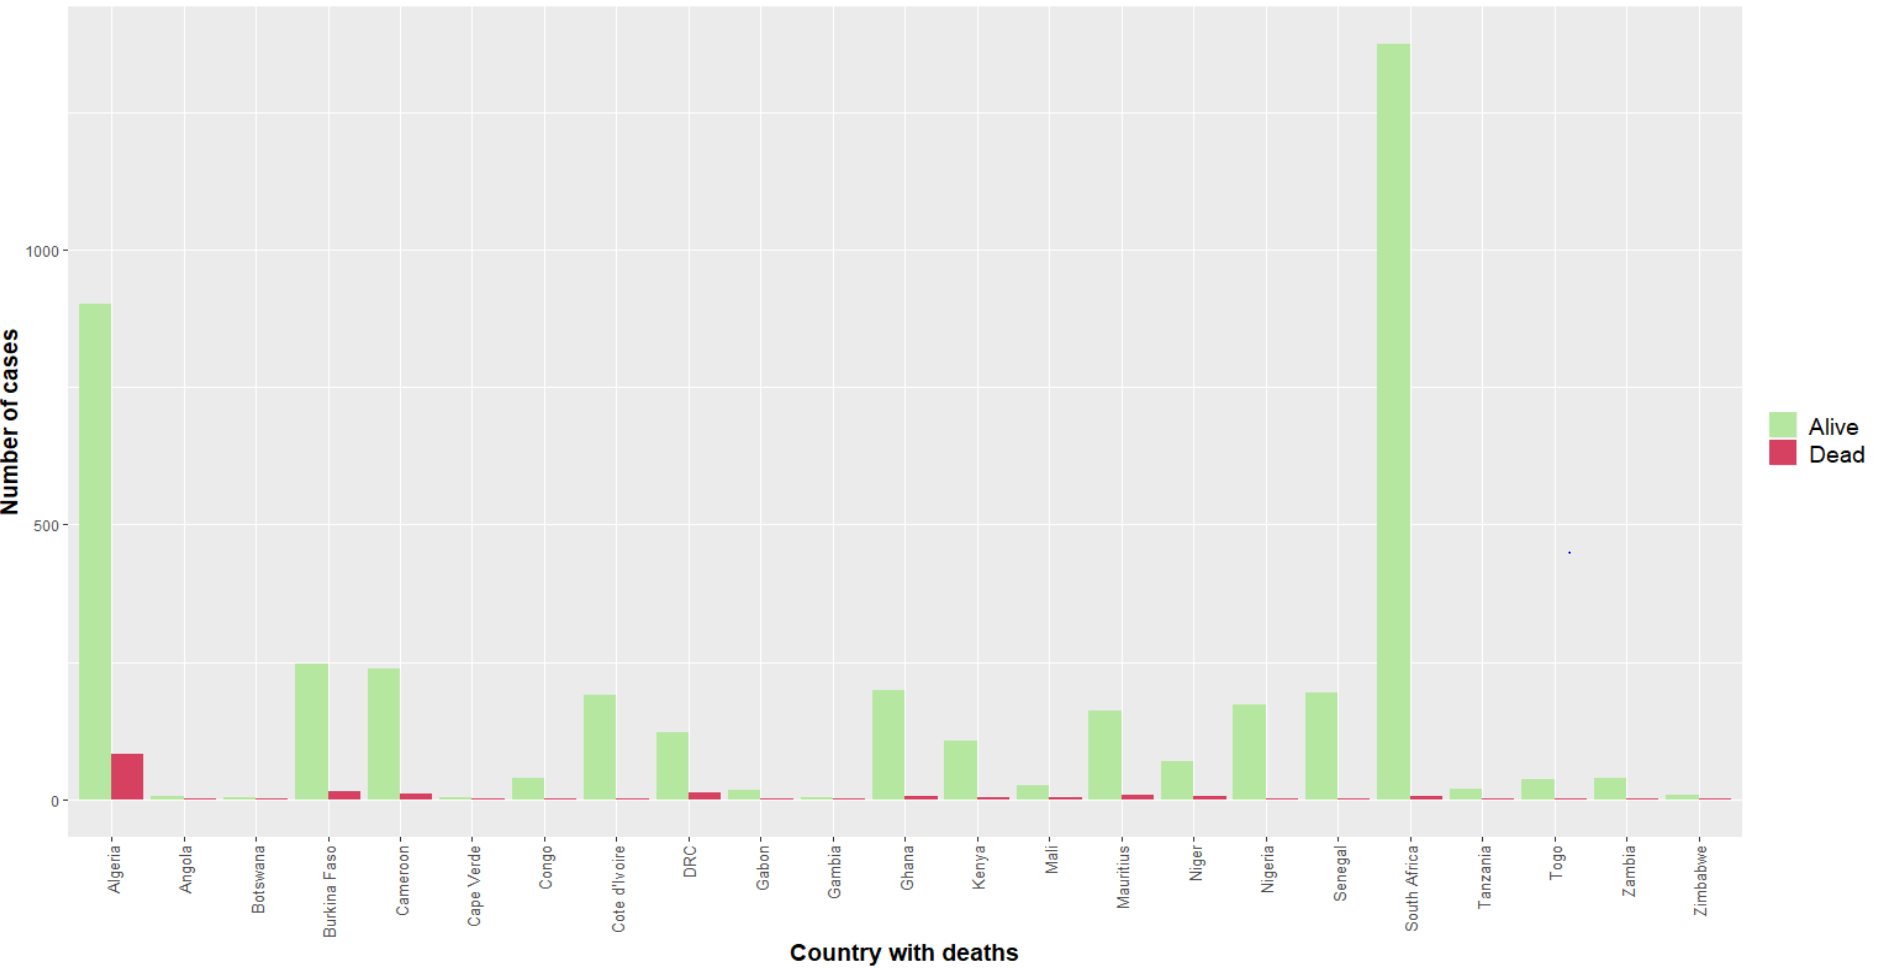 Number of cases
1000
500
0
Algeria
Angola
Botswana
Burkina Faso
Cameroon
Cape Verde
Congo
Cote d'Ivoire
DRC
Gabon
Gambia
Ghana
Kenya
Mali
Mauritius
Niger
Nigeria
Senegal
South Africa
Tanzania
Togo
Zambia
Zimbabwe
Country with deaths
Alive
Dead